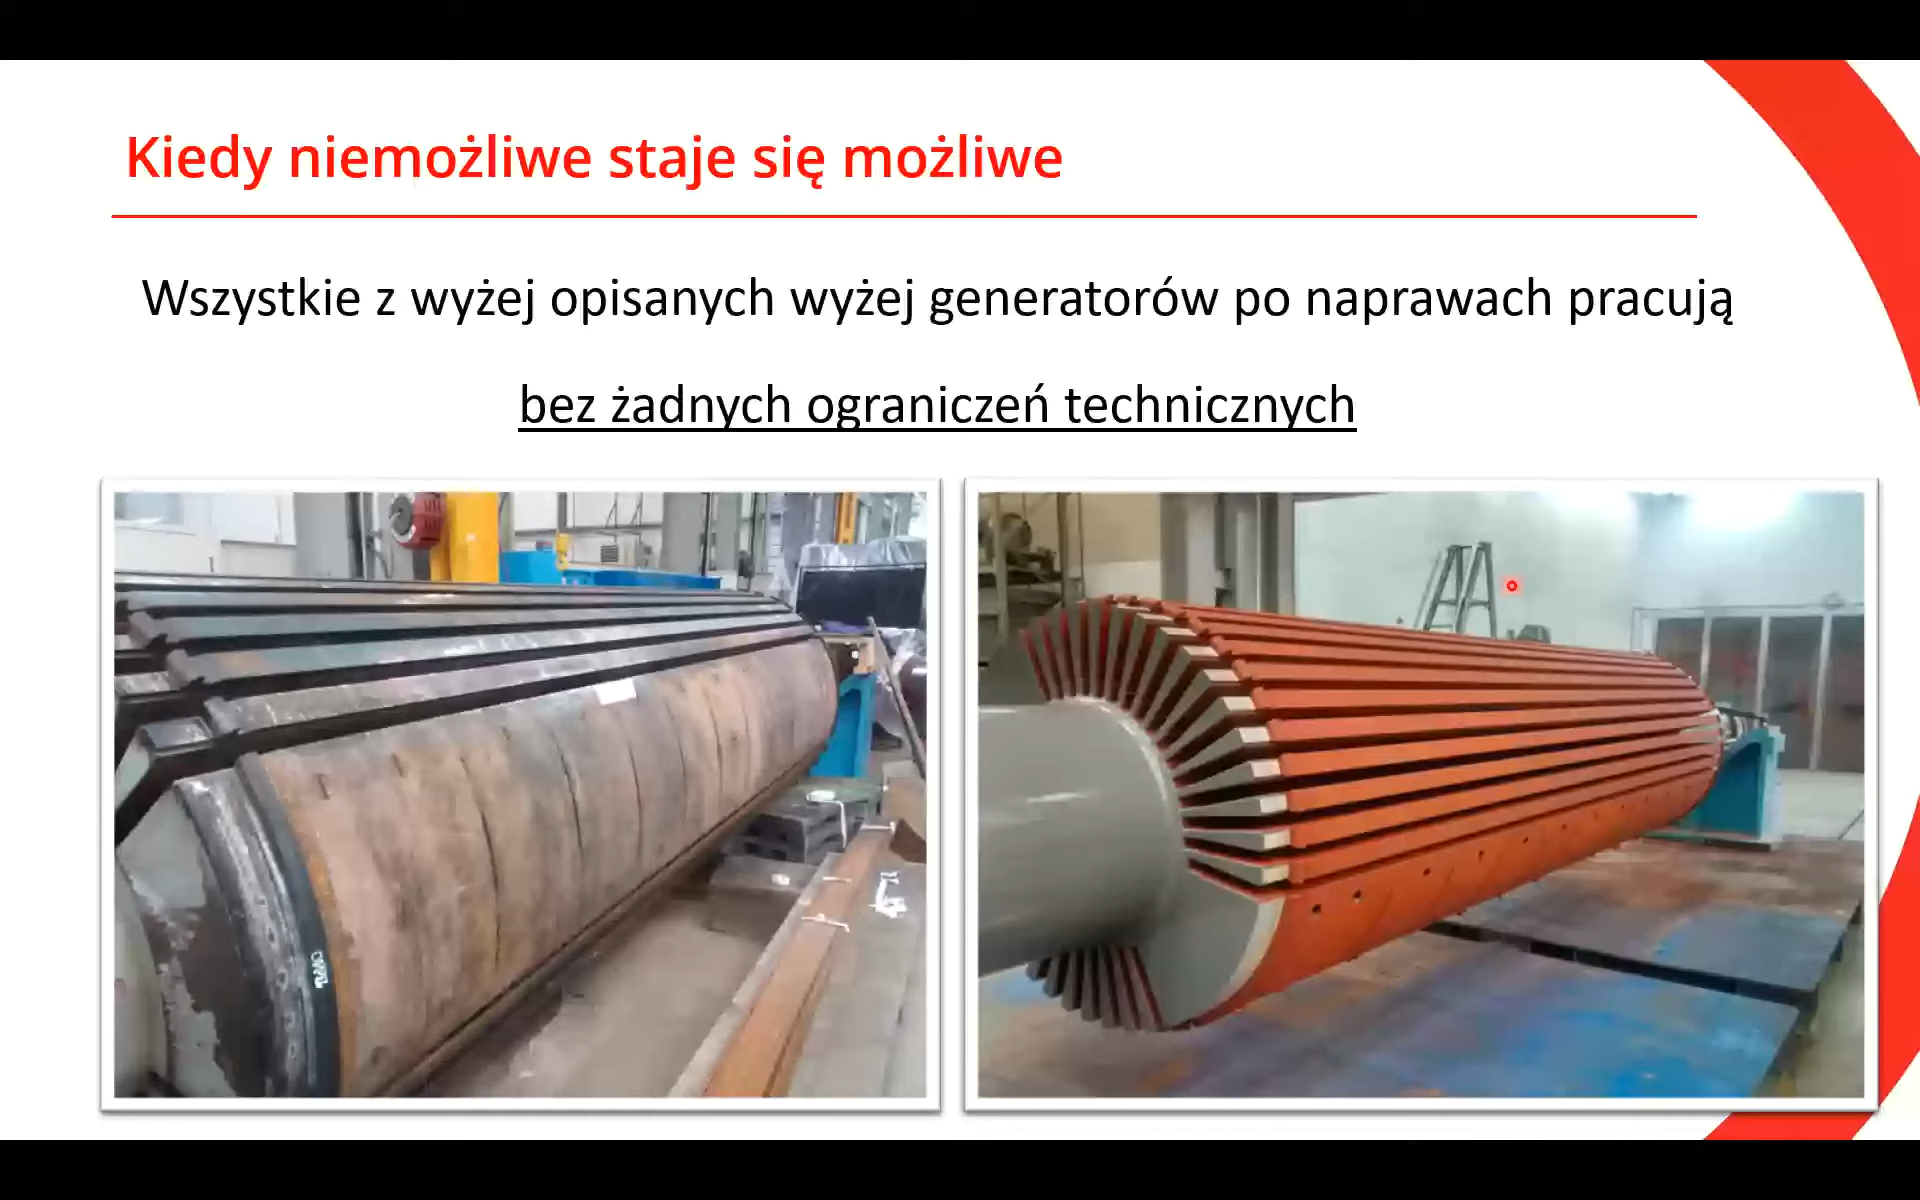 Kiedy niemożliwe staje się możliwe
Wszystkie z wyżej opisanych wyżej generatorów po naprawach pracują
bez żadnych ograniczeń technicznych